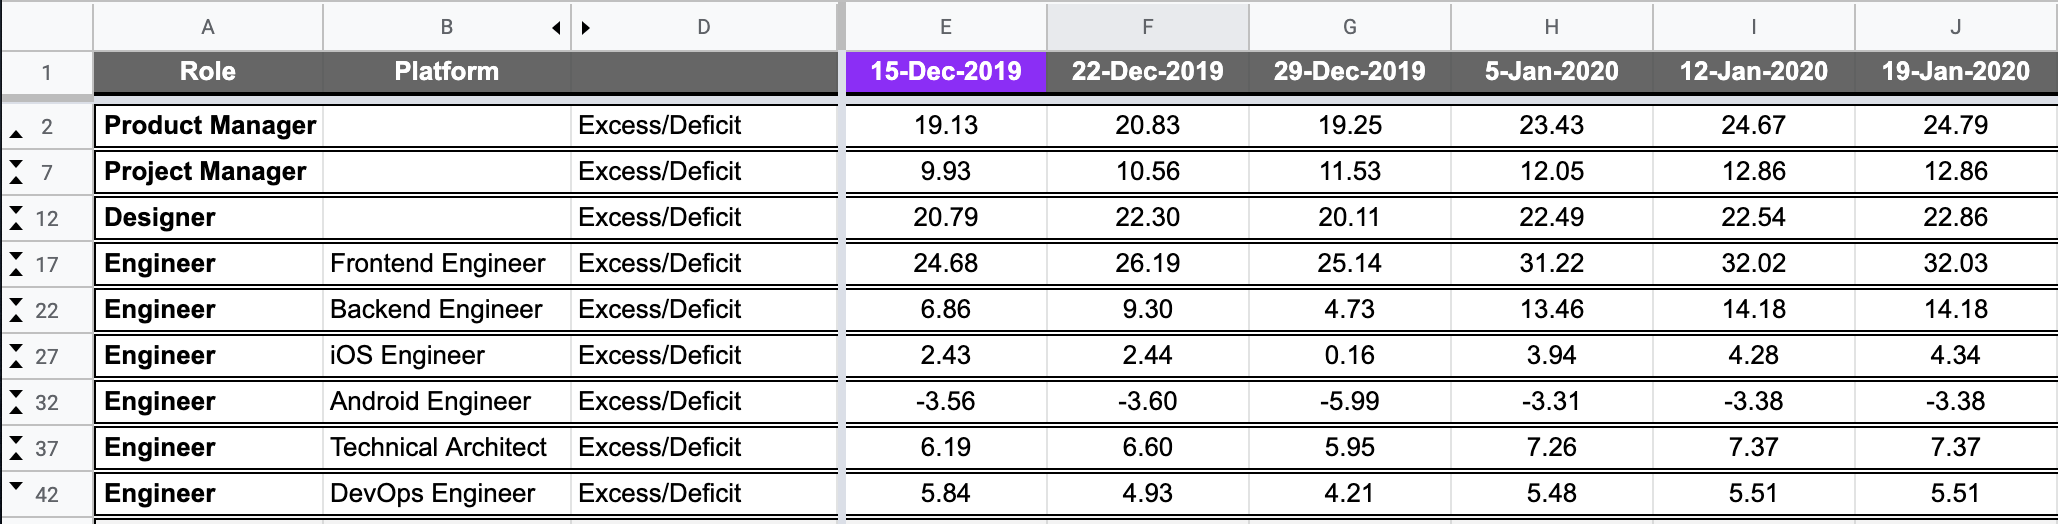 A B D E F G H I J
1 Role Platform 15-Dec-2019 22-Dec-2019 29-Dec-2019 5-Jan-2020 12-Jan-2020 19-Jan-2020
2 Product Manager Excess/Deficit 19.13 20.83 19.25 23.43 24.67 24.79
7 Project Manager Excess/Deficit 9.93 10.56 11.53 12.05 12.86 12.86
12 Designer Excess/Deficit 20.79 22.30 20.11 22.49 22.54 22.86
17 Engineer Frontend Engineer Excess/Deficit 24.68 26.19 25.14 31.22 32.02 32.03
22 Engineer Backend Engineer Excess/Deficit 6.86 9.30 4.73 13.46 14.18 14.18
27 Engineer iOS Engineer Excess/Deficit 2.43 2.44 0.16 3.94 4.28 4.34
32 Engineer Android Engineer Excess/Deficit -3.56 -3.60 -5.99 -3.31 -3.38 -3.38
37 Engineer Technical Architect Excess/Deficit 6.19 6.60 5.95 7.26 7.37 7.37
42 Engineer DevOps Engineer Excess/Deficit 5.84 4.93 4.21 5.48 5.51 5.51